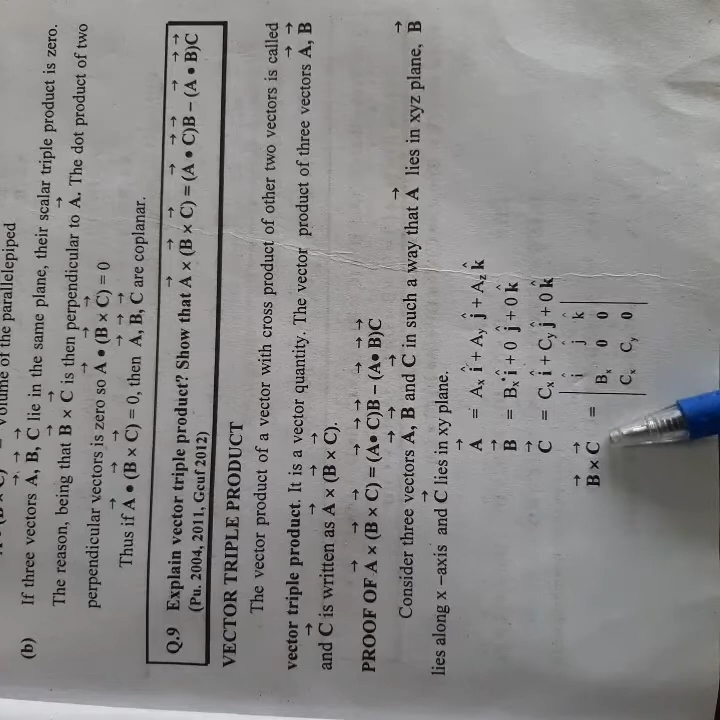 Volume of the parallelepiped
(b) If three vectors A⃗, B⃗, C⃗ lie in the same plane, their scalar triple product is zero.
The reason, being that B⃗ × C⃗ is then perpendicular to A⃗. The dot product of two
perpendicular vectors is zero so A⃗ • (B⃗ × C⃗) = 0
Thus if A⃗ • (B⃗ × C⃗) = 0, then A⃗, B⃗, C⃗ are coplanar.
Q.9 Explain vector triple product? Show that A⃗ × (B⃗ × C⃗) = (A⃗ • C⃗)B⃗ – (A⃗ • B⃗)C⃗
(Pu. 2004, 2011, Gcuf 2012)
VECTOR TRIPLE PRODUCT
The vector product of a vector with cross product of other two vectors is called
vector triple product. It is a vector quantity. The vector product of three vectors A⃗, B⃗
and C⃗ is written as A⃗ × (B⃗ × C⃗).
PROOF OF A⃗ × (B⃗ × C⃗) = (A⃗• C⃗)B⃗ – (A⃗• B⃗)C⃗
Consider three vectors A⃗, B⃗ and C⃗ in such a way that A⃗ lies in xyz plane, B⃗
lies along x –axis and C⃗ lies in xy plane.
A⃗ = Aₓ î + Aᵧ ĵ + A_z k̂
B⃗ = Bₓ î + 0 ĵ + 0 k̂
C⃗ = Cₓ î + Cᵧ ĵ + 0 k̂
B⃗ × C⃗ = | î ĵ k̂ |
| Bₓ 0 0 |
| Cₓ Cᵧ 0 |